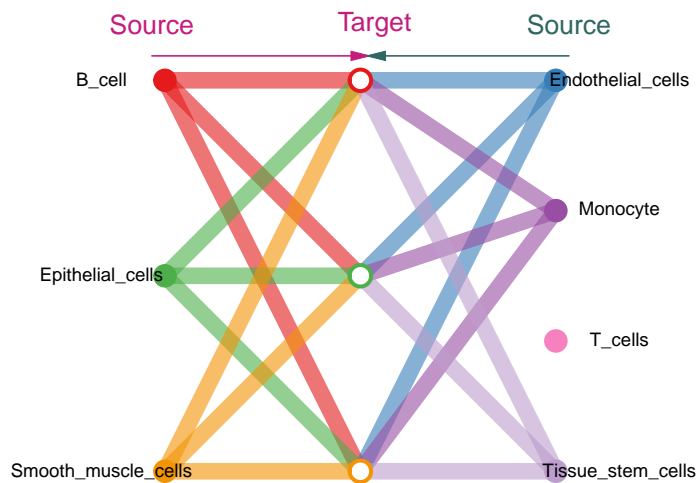 Source
Target
Source
B_cell
Endothelial_cells
Monocyte
Epithelial_cells
T_cells
Smooth_muscle_cells
Tissue_stem_cells